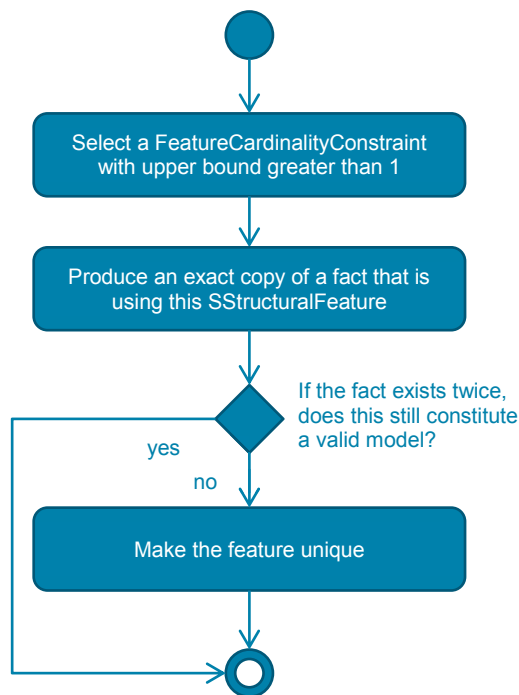 Select a FeatureCardinalityConstraint
with upper bound greater than 1
Produce an exact copy of a fact that is
using this SStructuralFeature
If the fact exists twice,
does this still constitute
a valid model?
yes
no
Make the feature unique